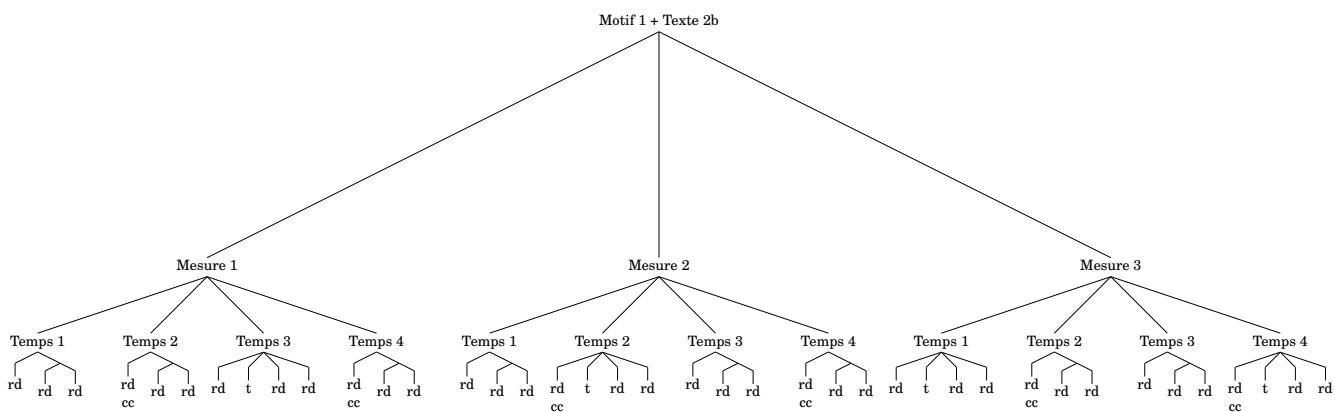 Motif 1 + Texte 2b
Mesure 1 Mesure 2 Mesure 3
Temps 1 Temps 2 Temps 3 Temps 4 Temps 1 Temps 2 Temps 3 Temps 4 Temps 1 Temps 2 Temps 3 Temps 4
rd rd rd rd rd rd rd t rd rd rd rd rd rd rd rd rd t rd rd rd rd rd rd rd rd rd t rd rd rd rd rd rd rd rd rd t rd rd
cc cc cc cc cc cc